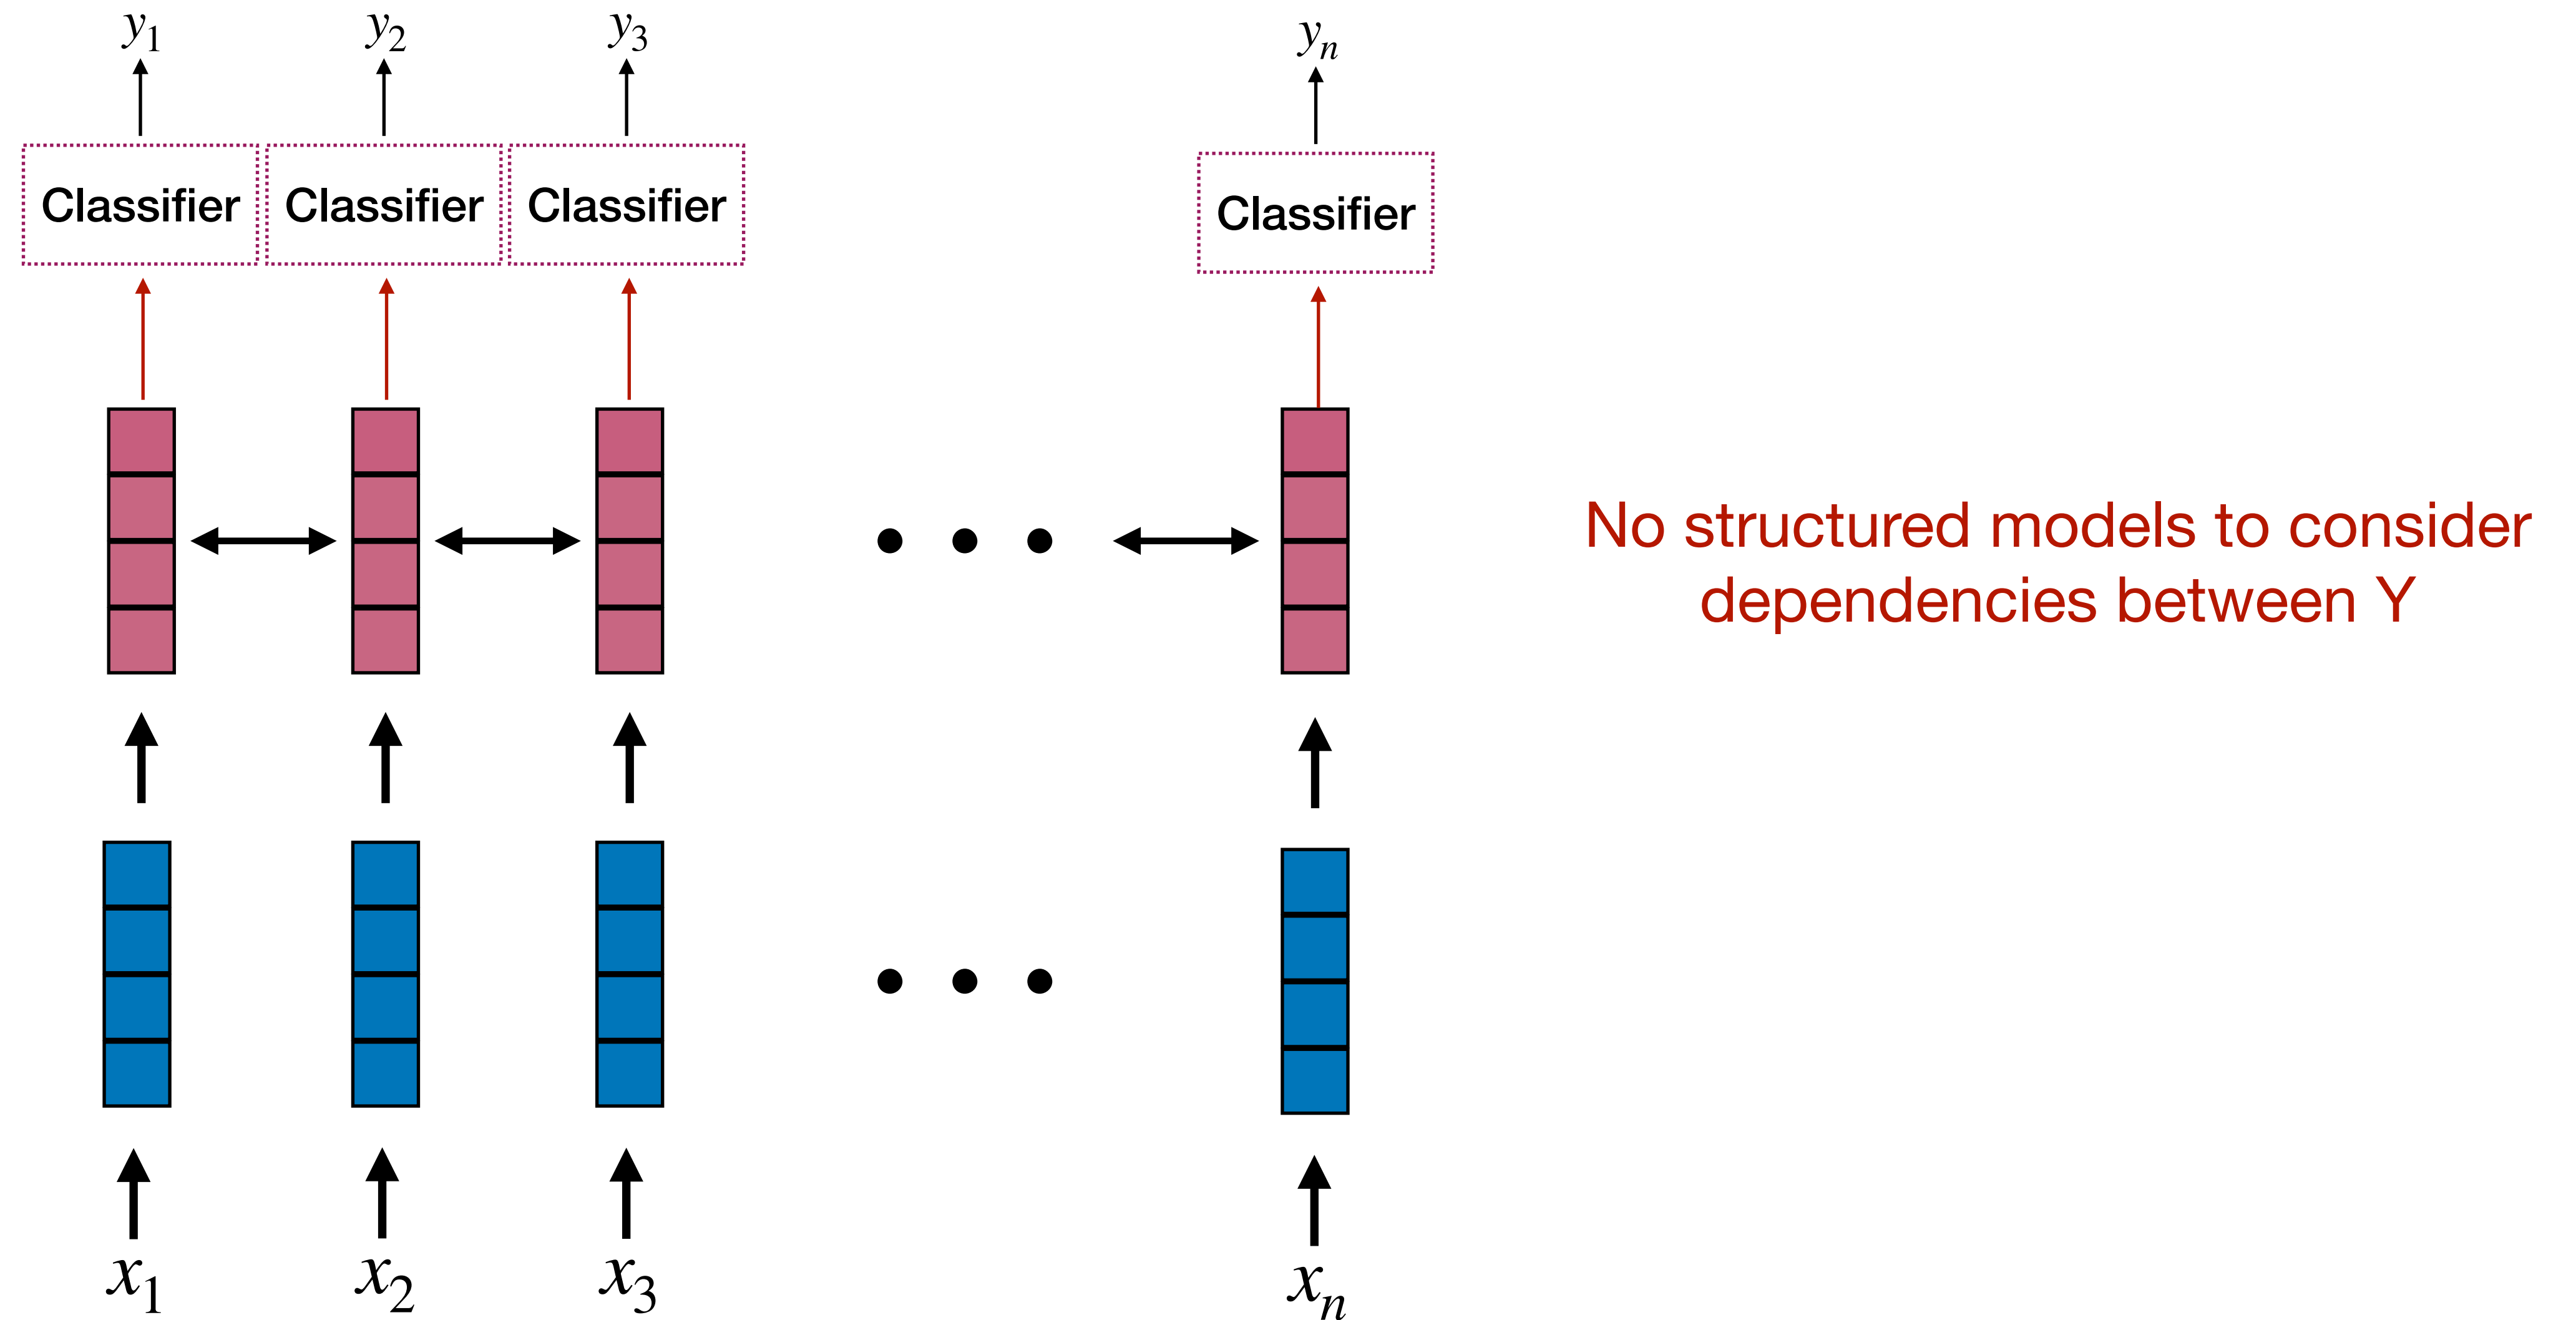 y₁ y₂ y₃ yₙ
Classifier Classifier Classifier Classifier
No structured models to consider
dependencies between Y
x₁ x₂ x₃ xₙ